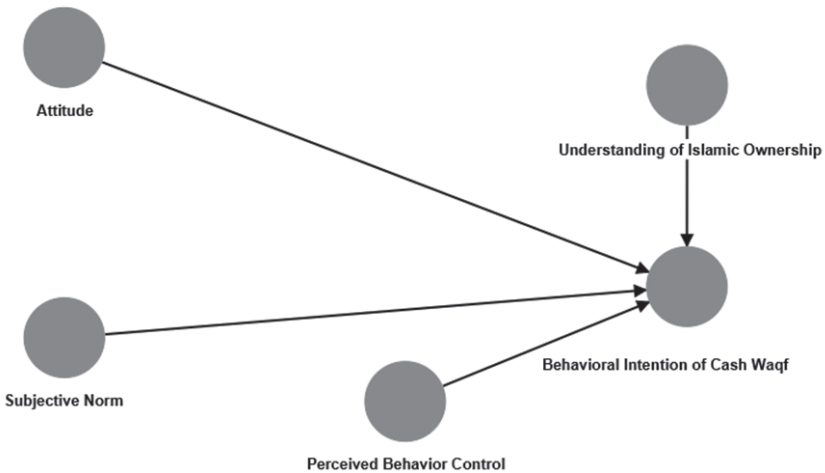 Attitude
Understanding of Islamic Ownership
Behavioral Intention of Cash Waqf
Subjective Norm
Perceived Behavior Control